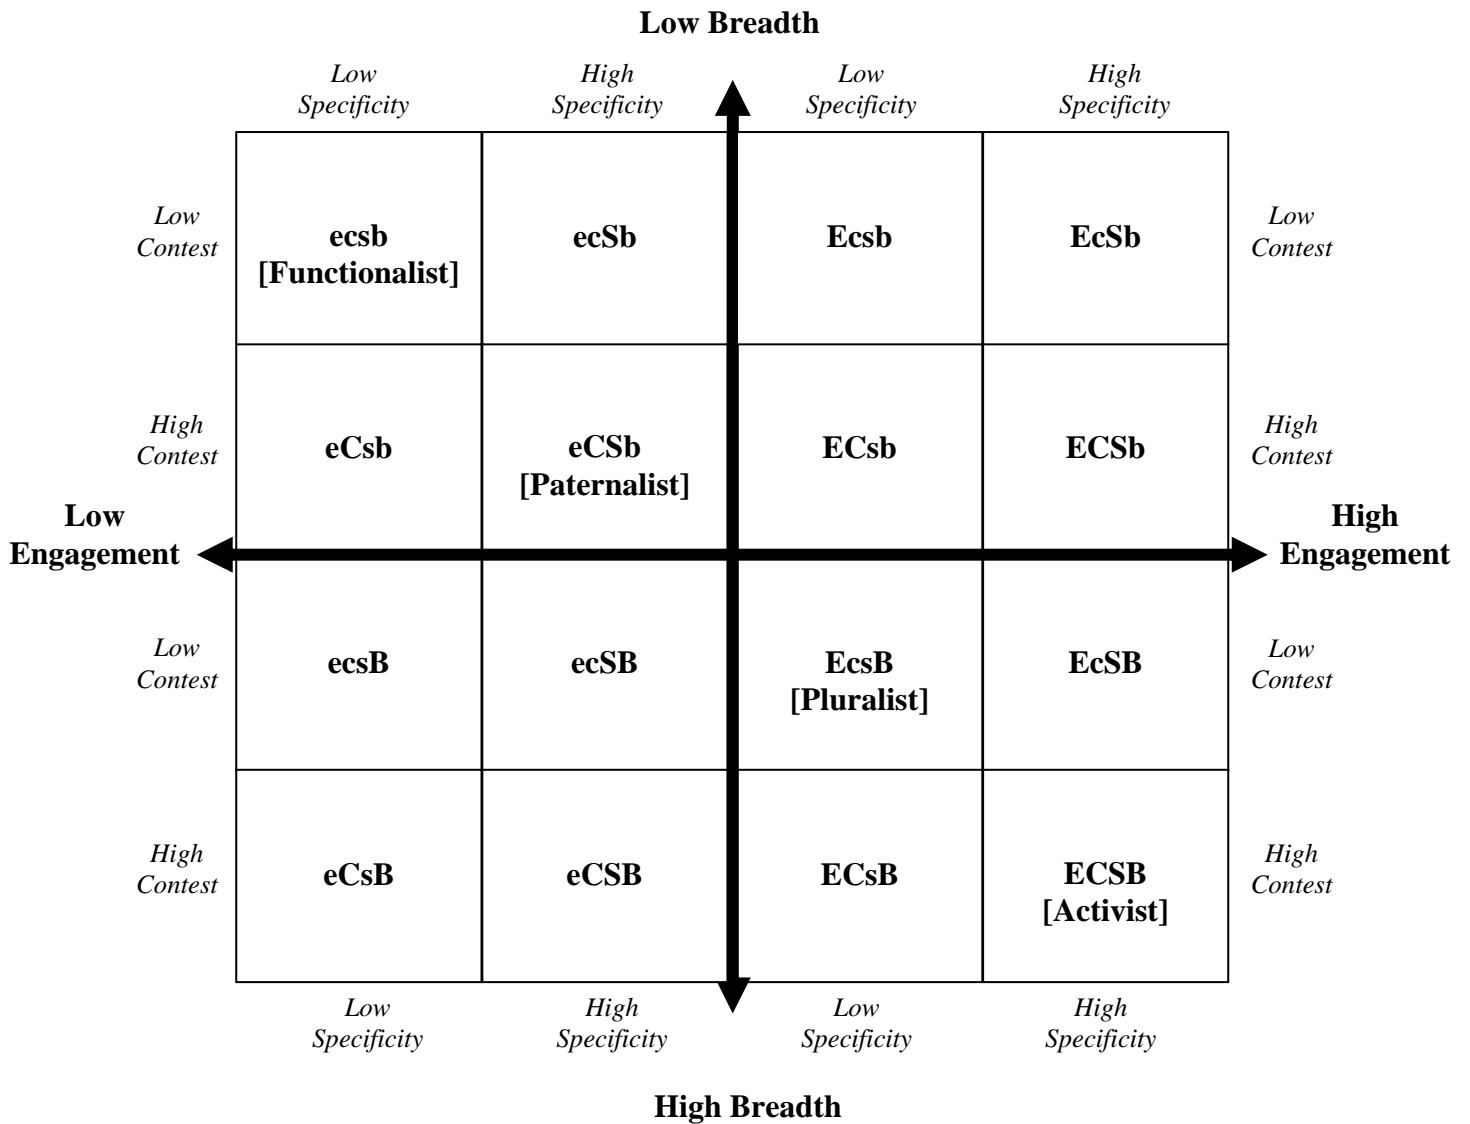 Low Breadth
Low
Specificity
High
Specificity
Low
Specificity
High
Specificity
Low
Contest
ecsb
[Functionalist]
ecSb
Ecsb
EcSb
Low
Contest
High
Contest
eCsb
eCSb
[Paternalist]
ECsb
ECSb
High
Contest
Low
Engagement
High
Engagement
Low
Contest
ecsB
ecSB
EcsB
[Pluralist]
EcSB
Low
Contest
High
Contest
eCsB
eCSB
ECsB
ECSB
[Activist]
High
Contest
Low
Specificity
High
Specificity
Low
Specificity
High
Specificity
High Breadth